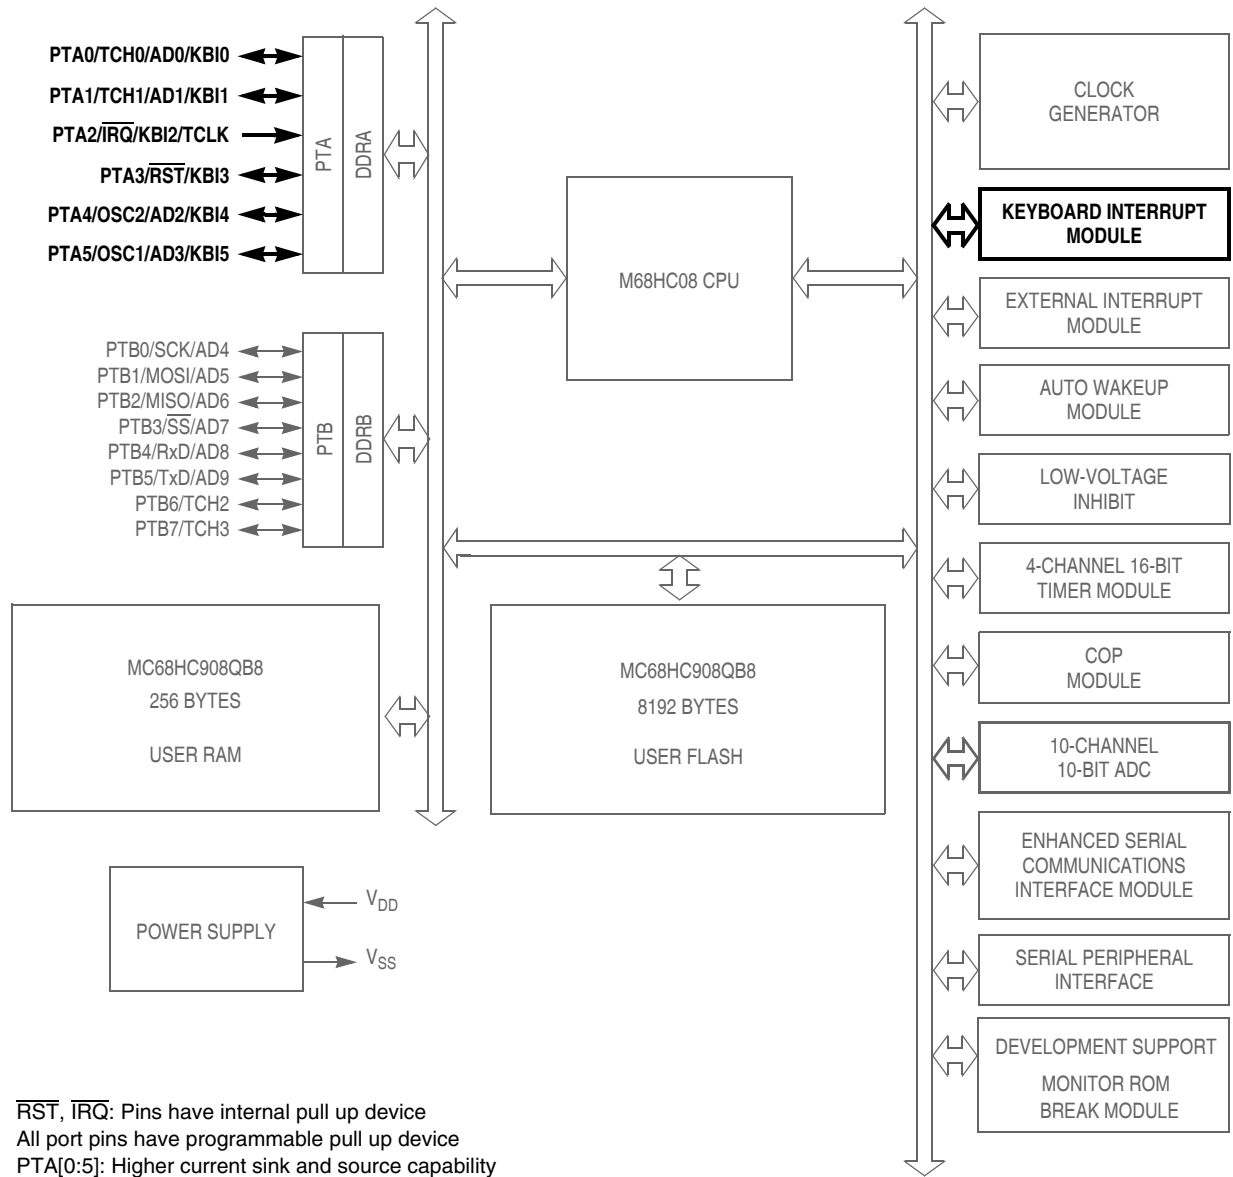 PTA0/TCH0/AD0/KBI0
PTA1/TCH1/AD1/KBI1
PTA2/IRQ/KBI2/TCLK
PTA3/RST/KBI3
PTA4/OSC2/AD2/KBI4
PTA5/OSC1/AD3/KBI5
PTA
DDRA
PTB0/SCK/AD4
PTB1/MOSI/AD5
PTB2/MISO/AD6
PTB3/SS/AD7
PTB4/RxD/AD8
PTB5/TxD/AD9
PTB6/TCH2
PTB7/TCH3
PTB
DDRB
M68HC08 CPU
MC68HC908QB8
256 BYTES
USER RAM
MC68HC908QB8
8192 BYTES
USER FLASH
POWER SUPPLY
VDD
VSS
CLOCK
GENERATOR
KEYBOARD INTERRUPT
MODULE
EXTERNAL INTERRUPT
MODULE
AUTO WAKEUP
MODULE
LOW-VOLTAGE
INHIBIT
4-CHANNEL 16-BIT
TIMER MODULE
COP
MODULE
10-CHANNEL
10-BIT ADC
ENHANCED SERIAL
COMMUNICATIONS
INTERFACE MODULE
SERIAL PERIPHERAL
INTERFACE
DEVELOPMENT SUPPORT
MONITOR ROM
BREAK MODULE
RST, IRQ: Pins have internal pull up device
All port pins have programmable pull up device
PTA[0:5]: Higher current sink and source capability